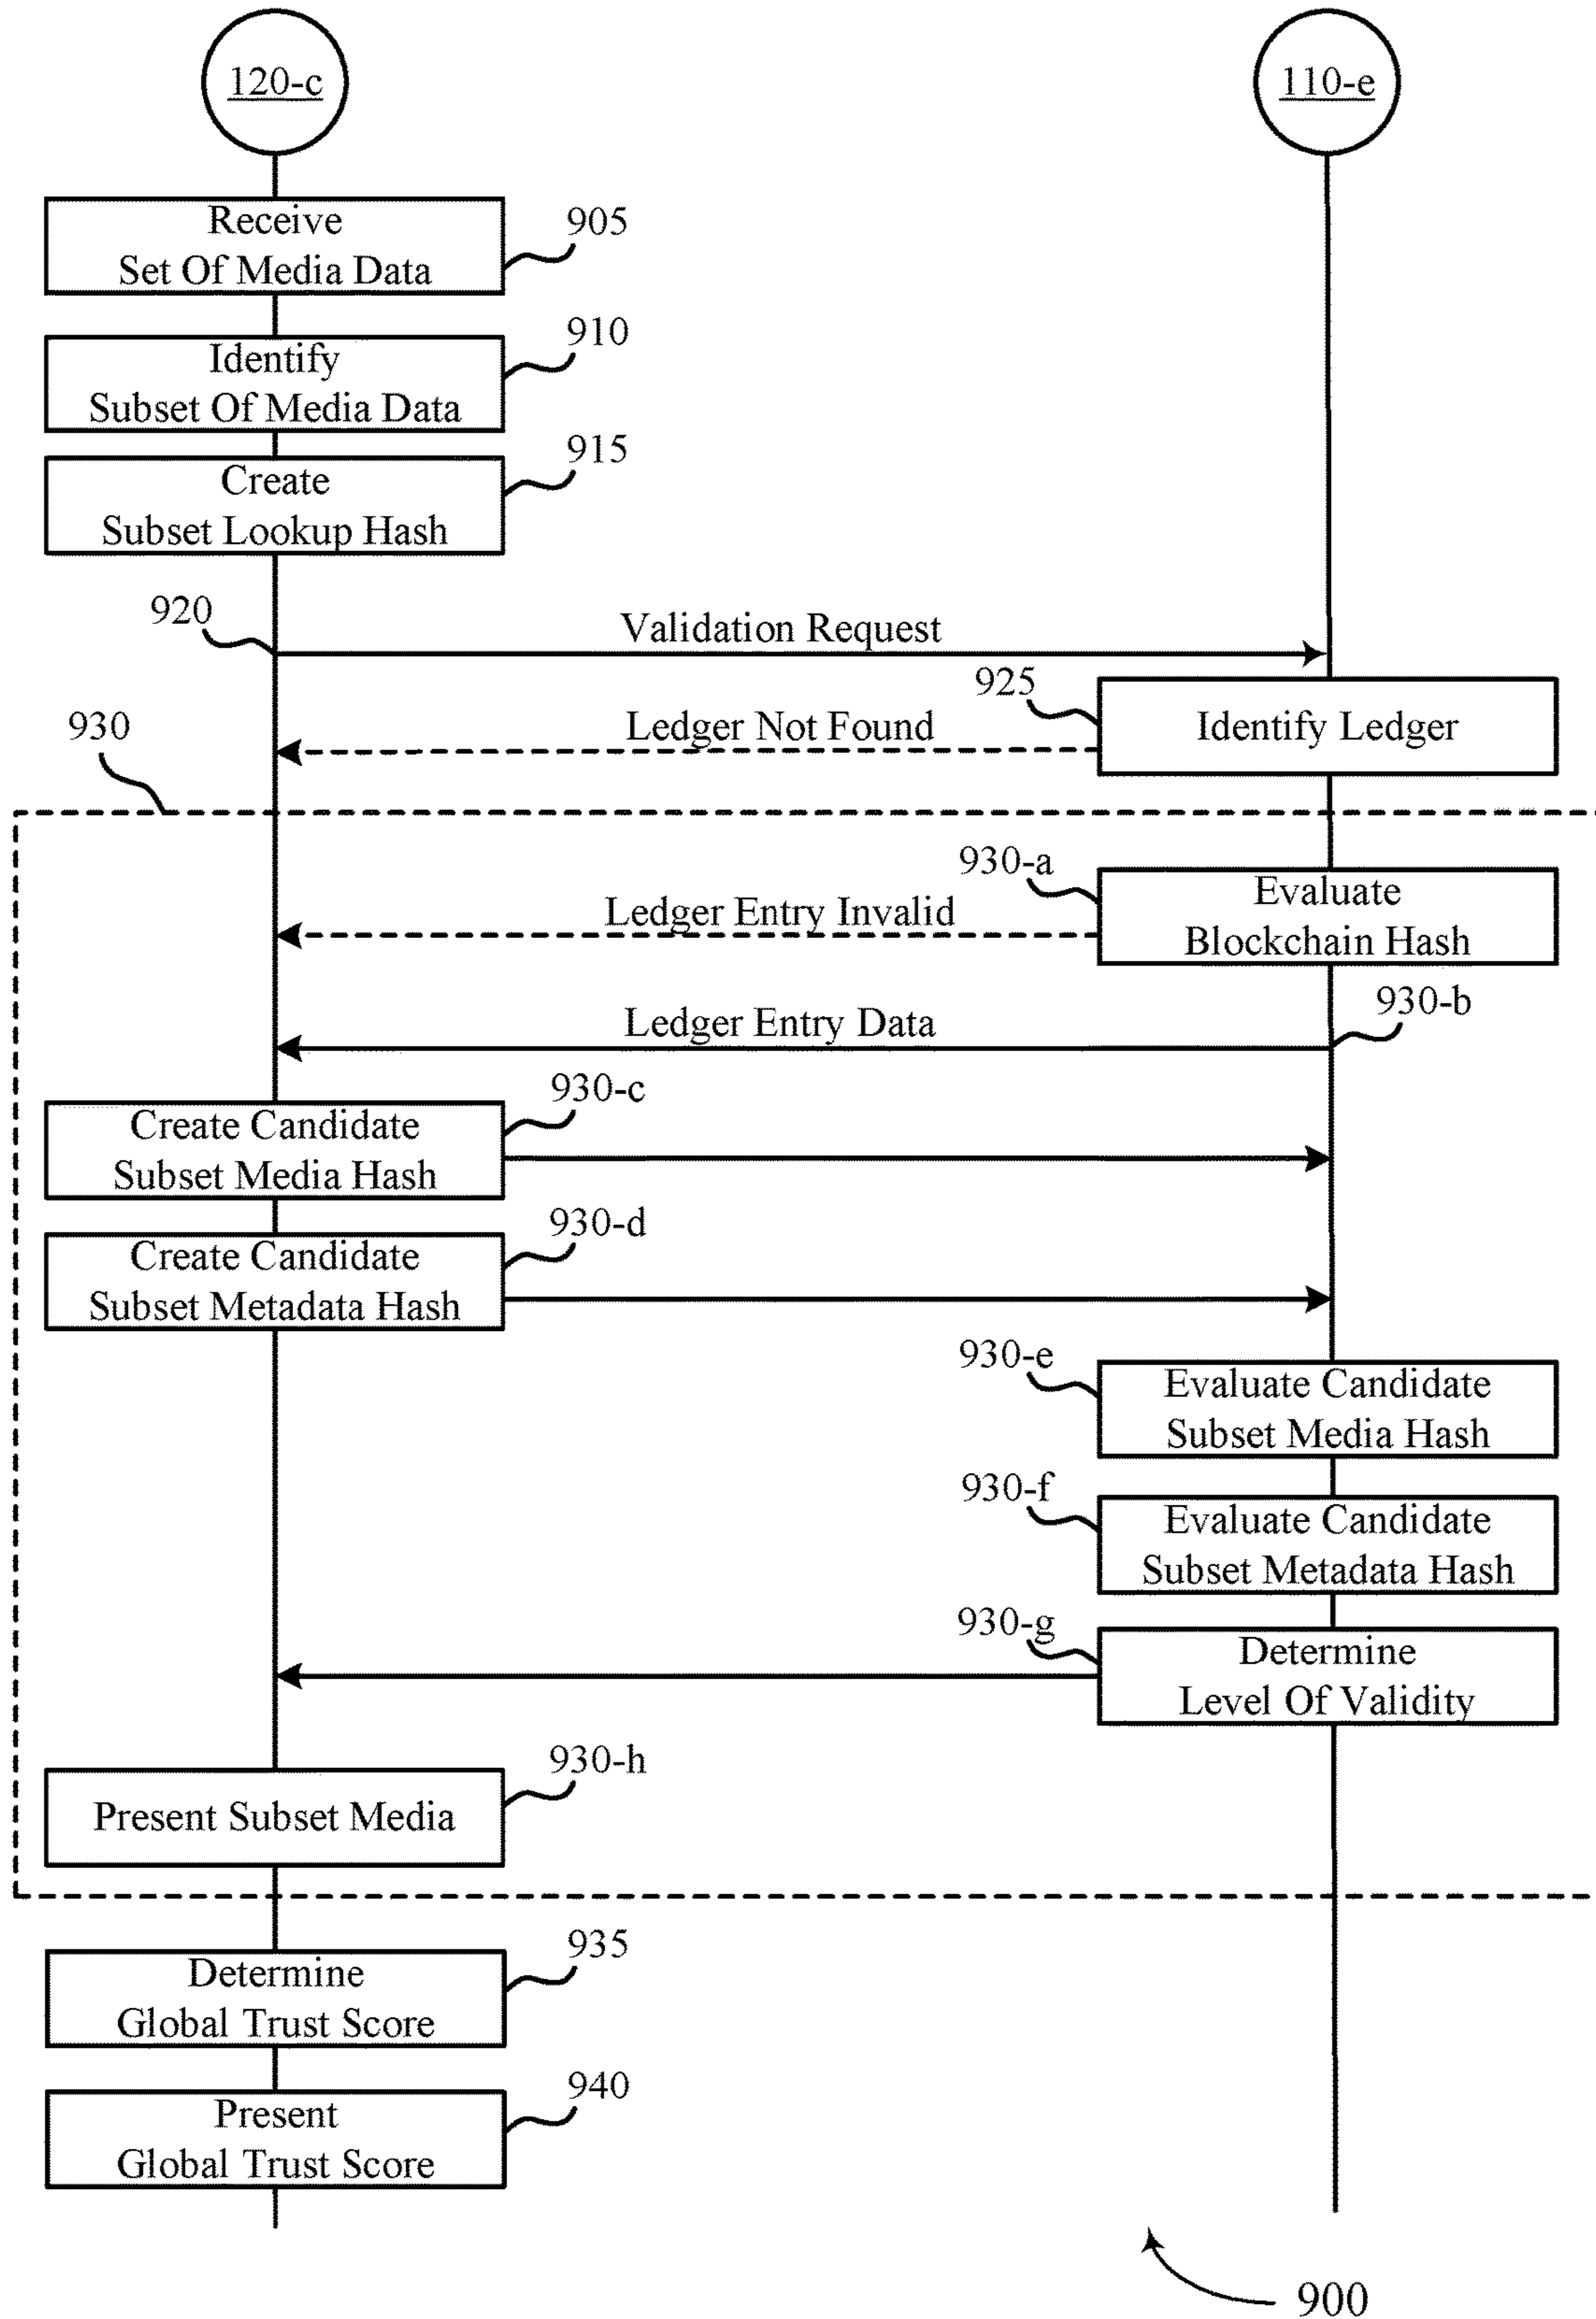 120-c
110-e
Receive
Set Of Media Data
905
Identify
Subset Of Media Data
910
Create
Subset Lookup Hash
915
920
Validation Request
925
Identify Ledger
Ledger Not Found
930
930-a
Evaluate
Blockchain Hash
Ledger Entry Invalid
930-b
Ledger Entry Data
930-c
Create Candidate
Subset Media Hash
930-d
Create Candidate
Subset Metadata Hash
930-e
Evaluate Candidate
Subset Media Hash
930-f
Evaluate Candidate
Subset Metadata Hash
930-g
Determine
Level Of Validity
930-h
Present Subset Media
935
Determine
Global Trust Score
940
Present
Global Trust Score
900